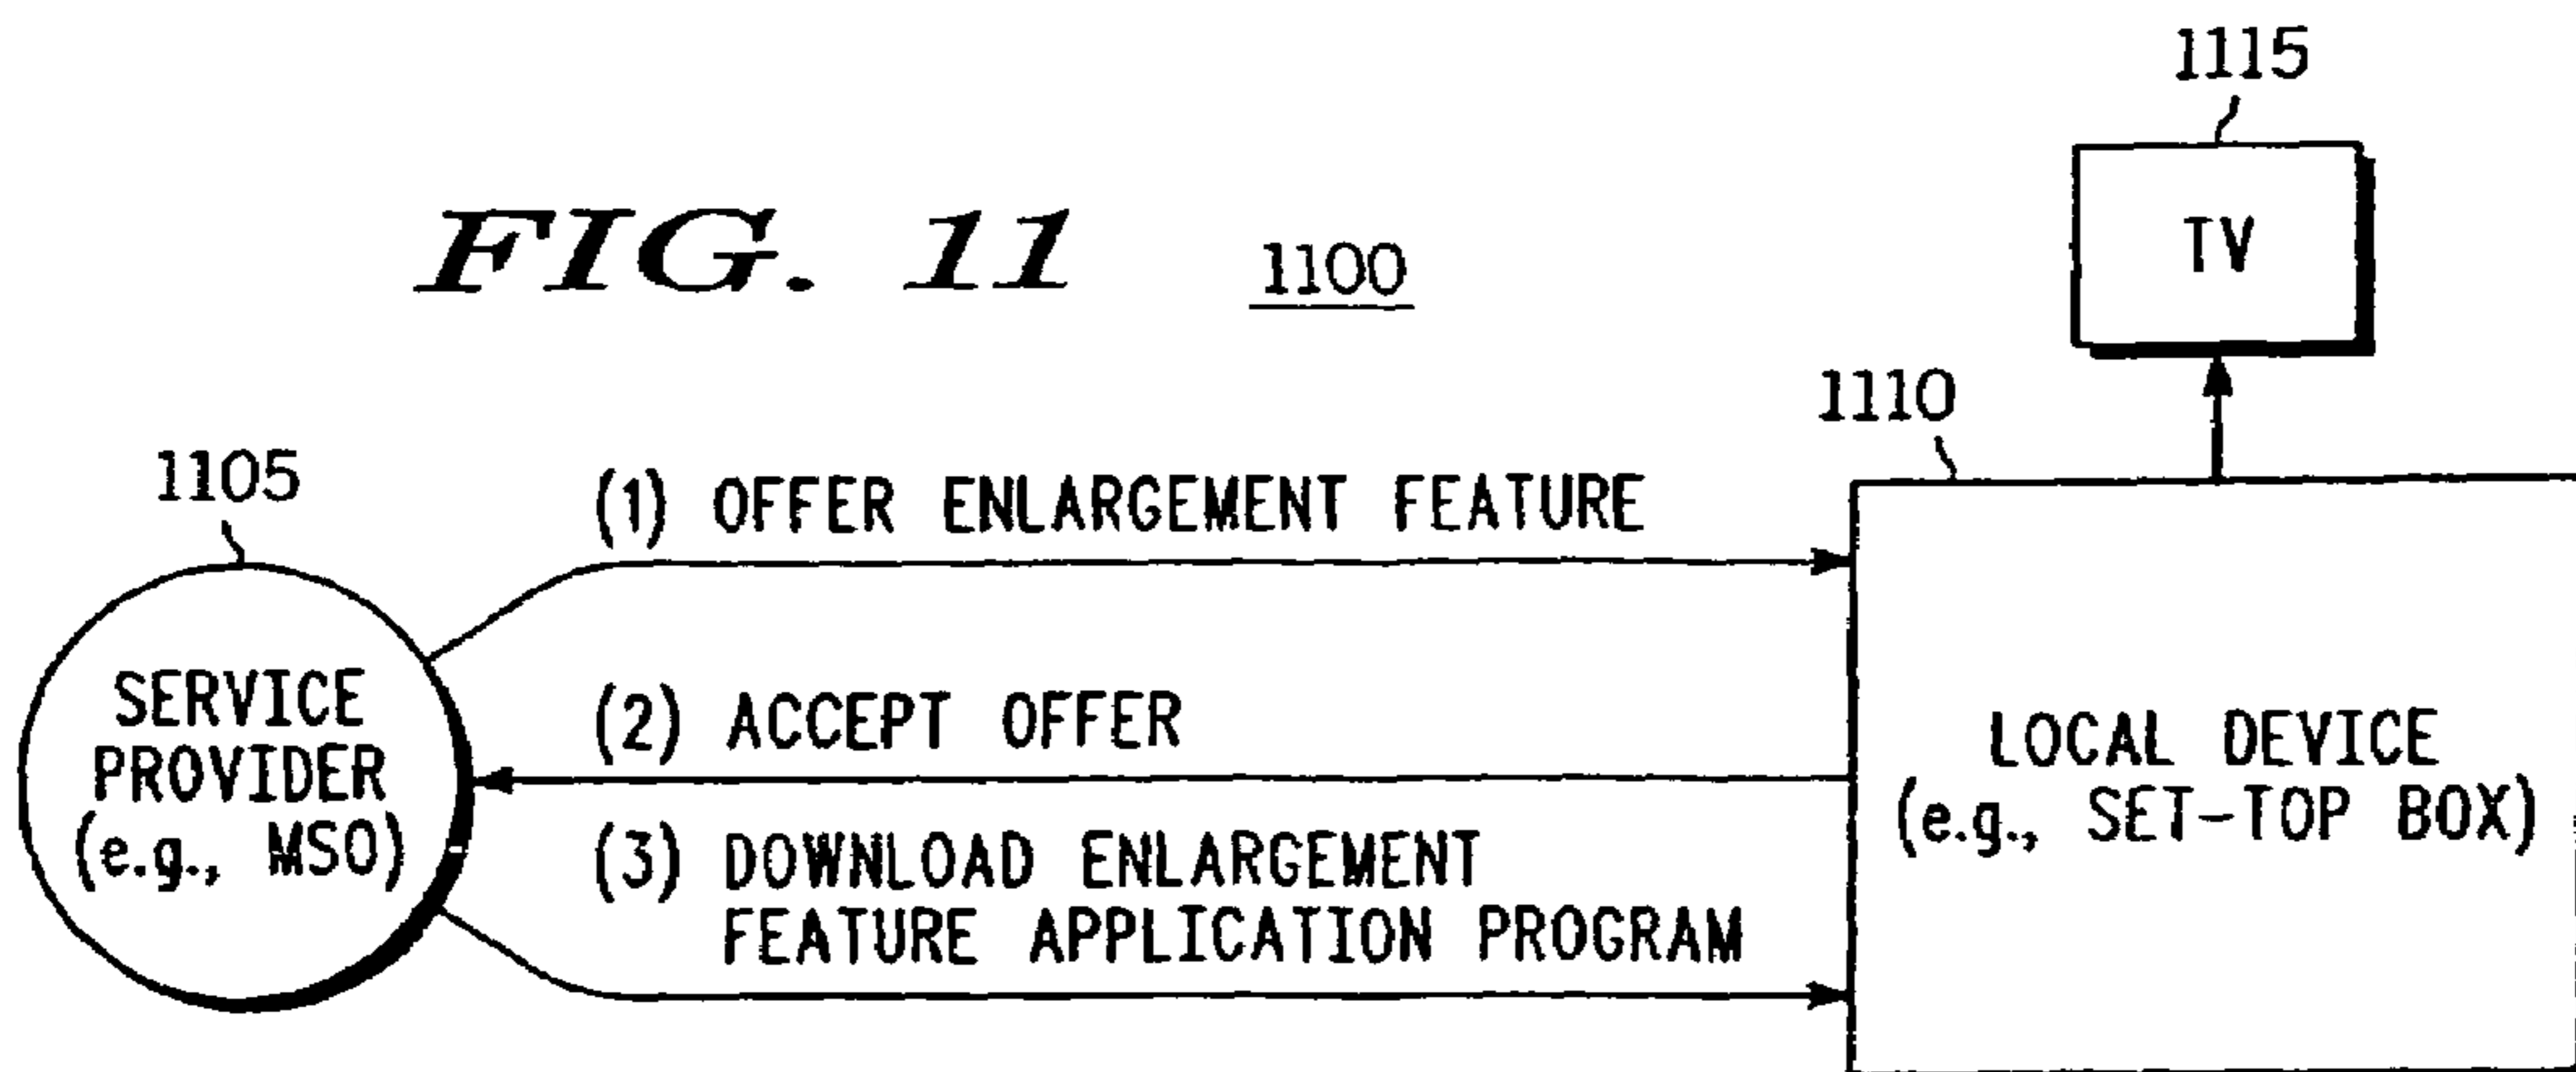 1115
TV
FIG. 11 1100
1110
1105
(1) OFFER ENLARGEMENT FEATURE
SERVICE
PROVIDER
(e.g., MSO)
(2) ACCEPT OFFER
(3) DOWNLOAD ENLARGEMENT
FEATURE APPLICATION PROGRAM
LOCAL DEVICE
(e.g., SET-TOP BOX)